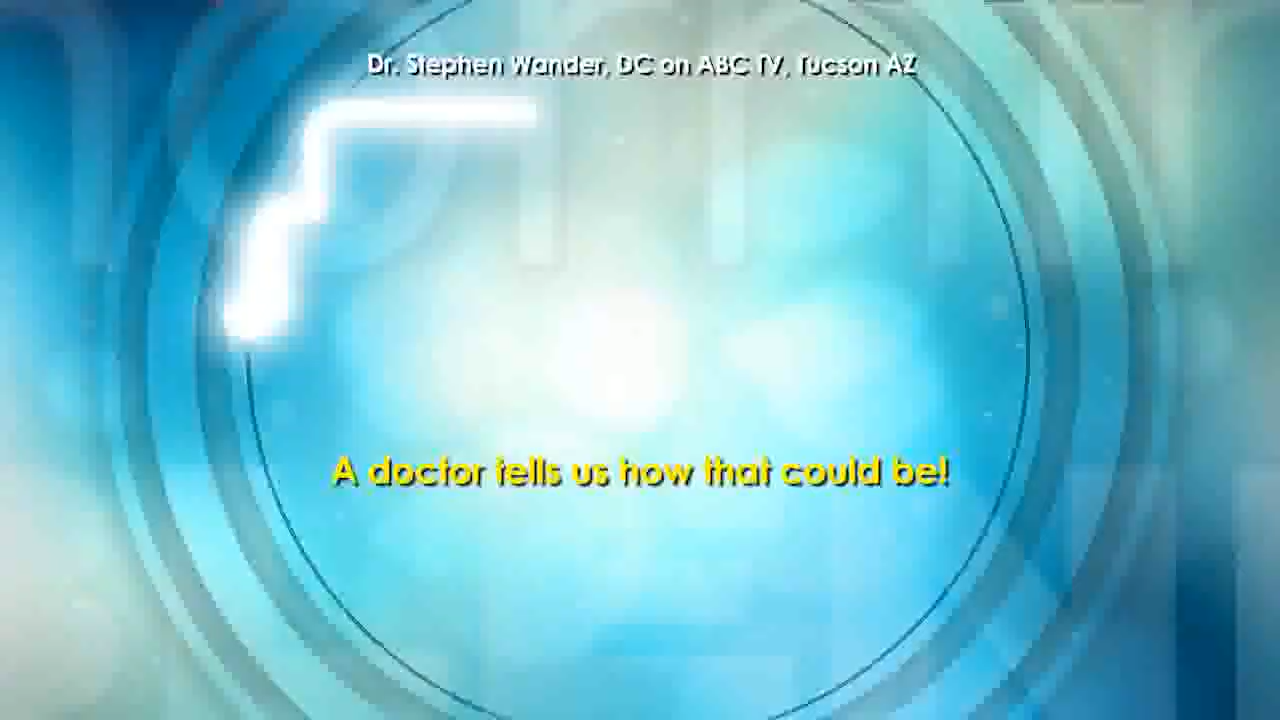 Dr. Stephen Wander, DC on ABC TV, Tucson AZ
A doctor tells us how that could be!